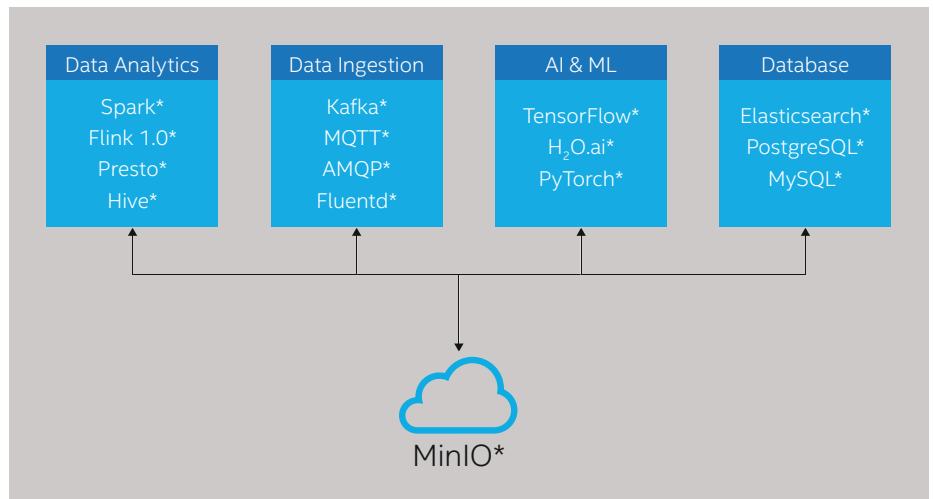 Data Analytics
Spark*
Flink 1.0*
Presto*
Hive*
Data Ingestion
Kafka*
MQTT*
AMQP*
Fluentd*
AI & ML
TensorFlow*
H₂O.ai*
PyTorch*
Database
Elasticsearch*
PostgreSQL*
MySQL*
MinIO*